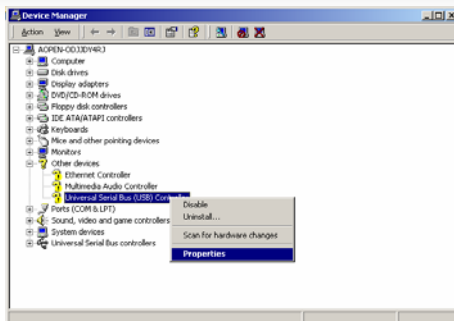 Device Manager
Action View
AOPEN-ODJJDY4RJ
Computer
Disk drives
Display adapters
DVD/CD-ROM drives
Floppy disk controllers
IDE ATA/ATAPI controllers
Keyboards
Mice and other pointing devices
Monitors
Other devices
Ethernet Controller
Multimedia Audio Controller
Universal Serial Bus (USB) Controller
Ports (COM & LPT)
Sound, video and game controllers
System devices
Universal Serial Bus controllers
Disable
Uninstall...
Scan for hardware changes
Properties